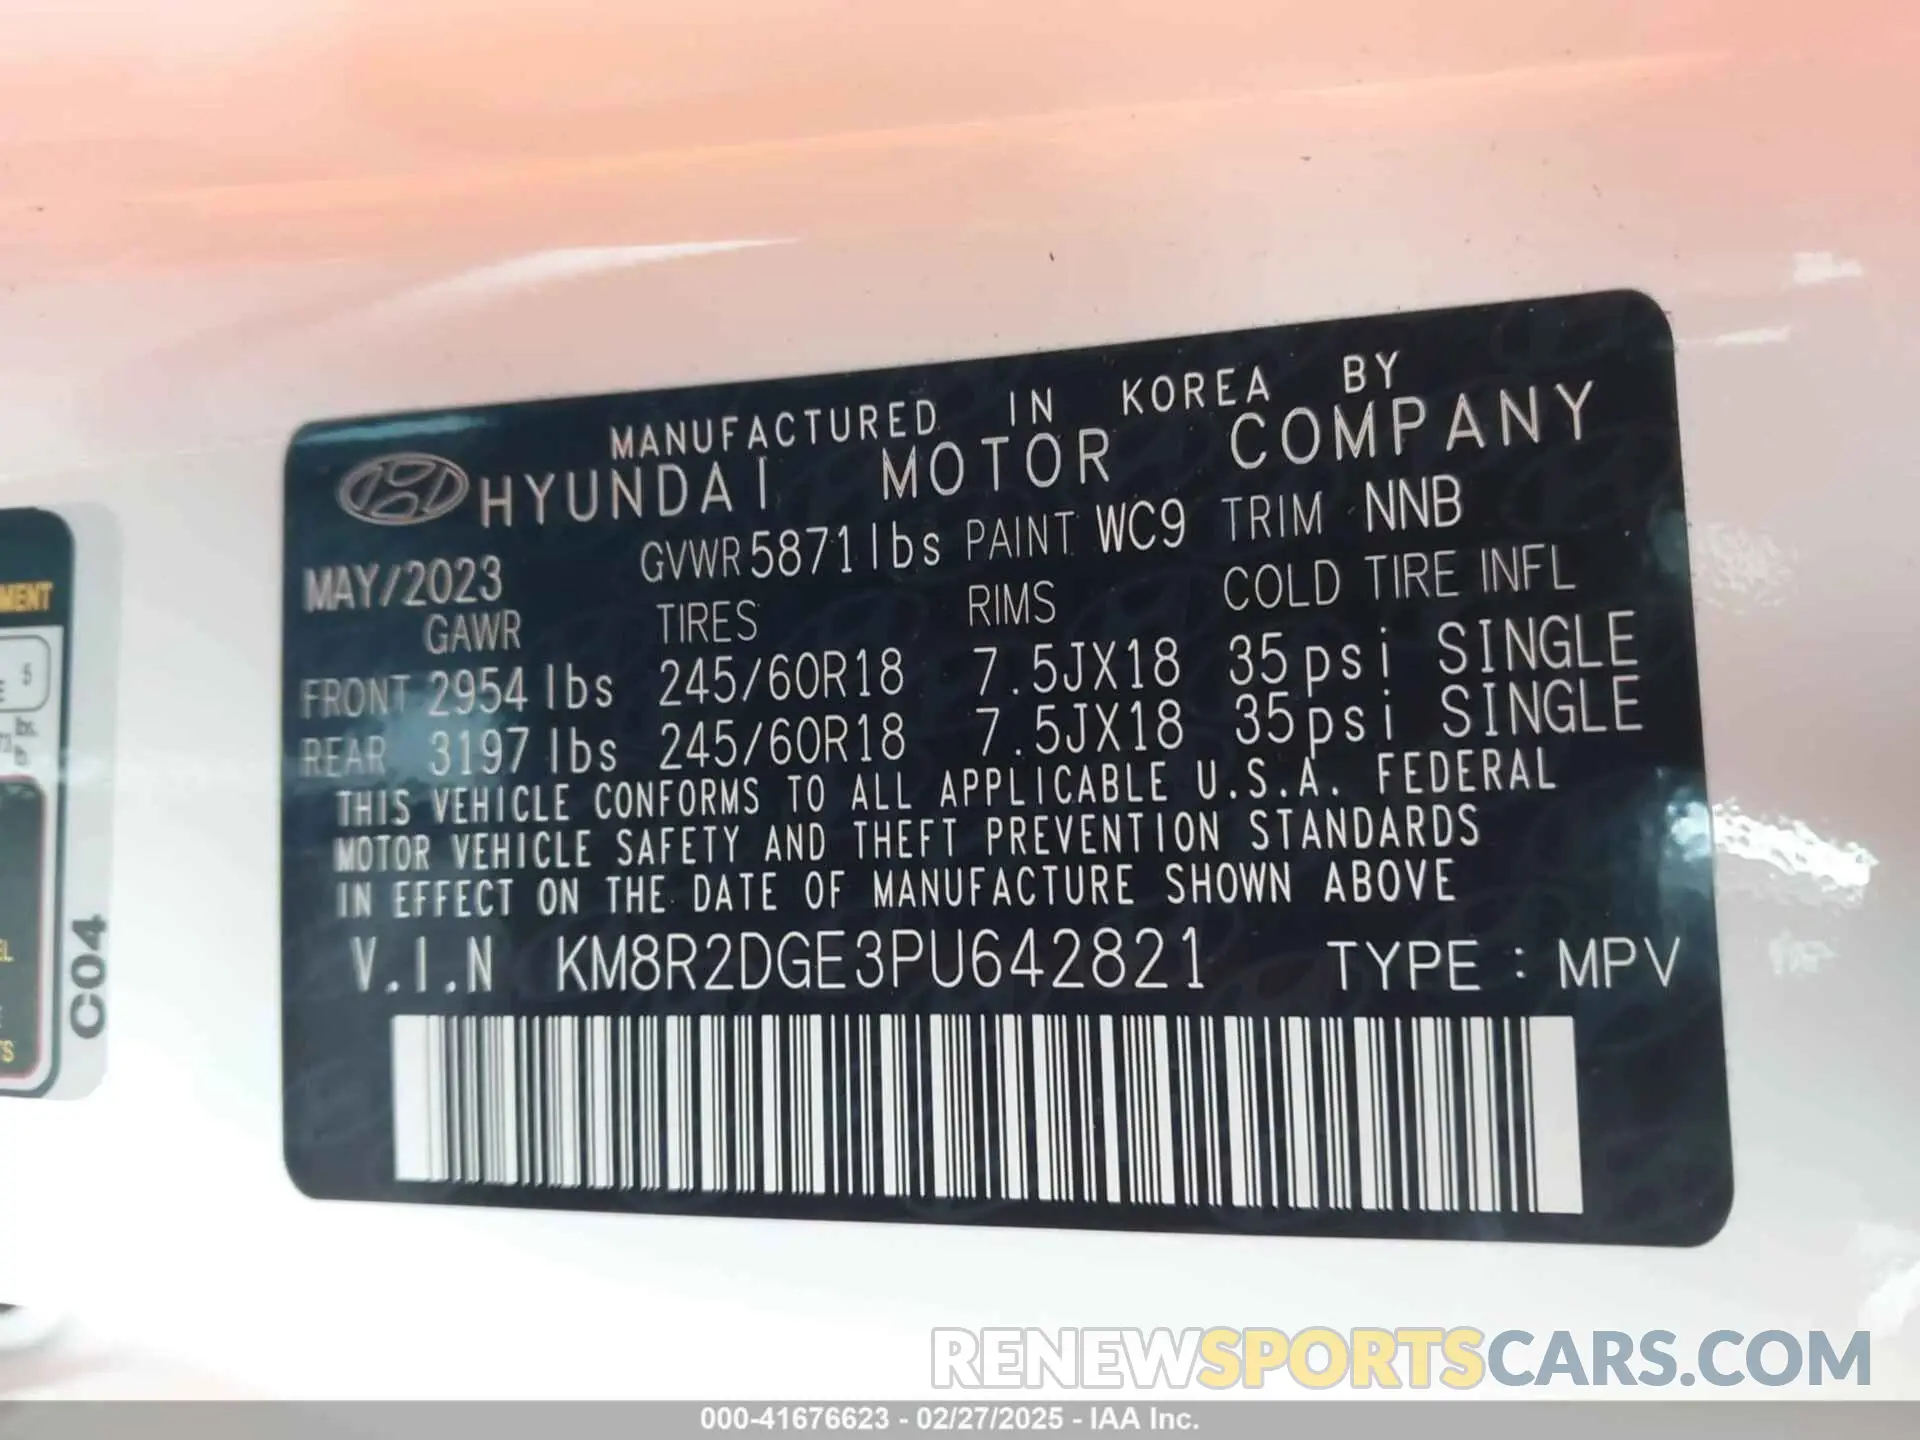 MANUFACTURED IN KOREA BY
HYUNDAI MOTOR COMPANY
MAY/2023 GVWR 5871lbs PAINT WC9 TRIM NNB
GAWR TIRES RIMS COLD TIRE INFL
FRONT 2954 lbs 245/60R18 7.5JX18 35psi SINGLE
REAR 3197 lbs 245/60R18 7.5JX18 35psi SINGLE
THIS VEHICLE CONFORMS TO ALL APPLICABLE U.S.A. FEDERAL
MOTOR VEHICLE SAFETY AND THEFT PREVENTION STANDARDS
IN EFFECT ON THE DATE OF MANUFACTURE SHOWN ABOVE
V.I.N KM8R2DGE3PU642821 TYPE : MPV
5
lbs.
lb.
C04
RENEWSPORTSCARS.COM
000-41676623 - 02/27/2025 - IAA Inc.